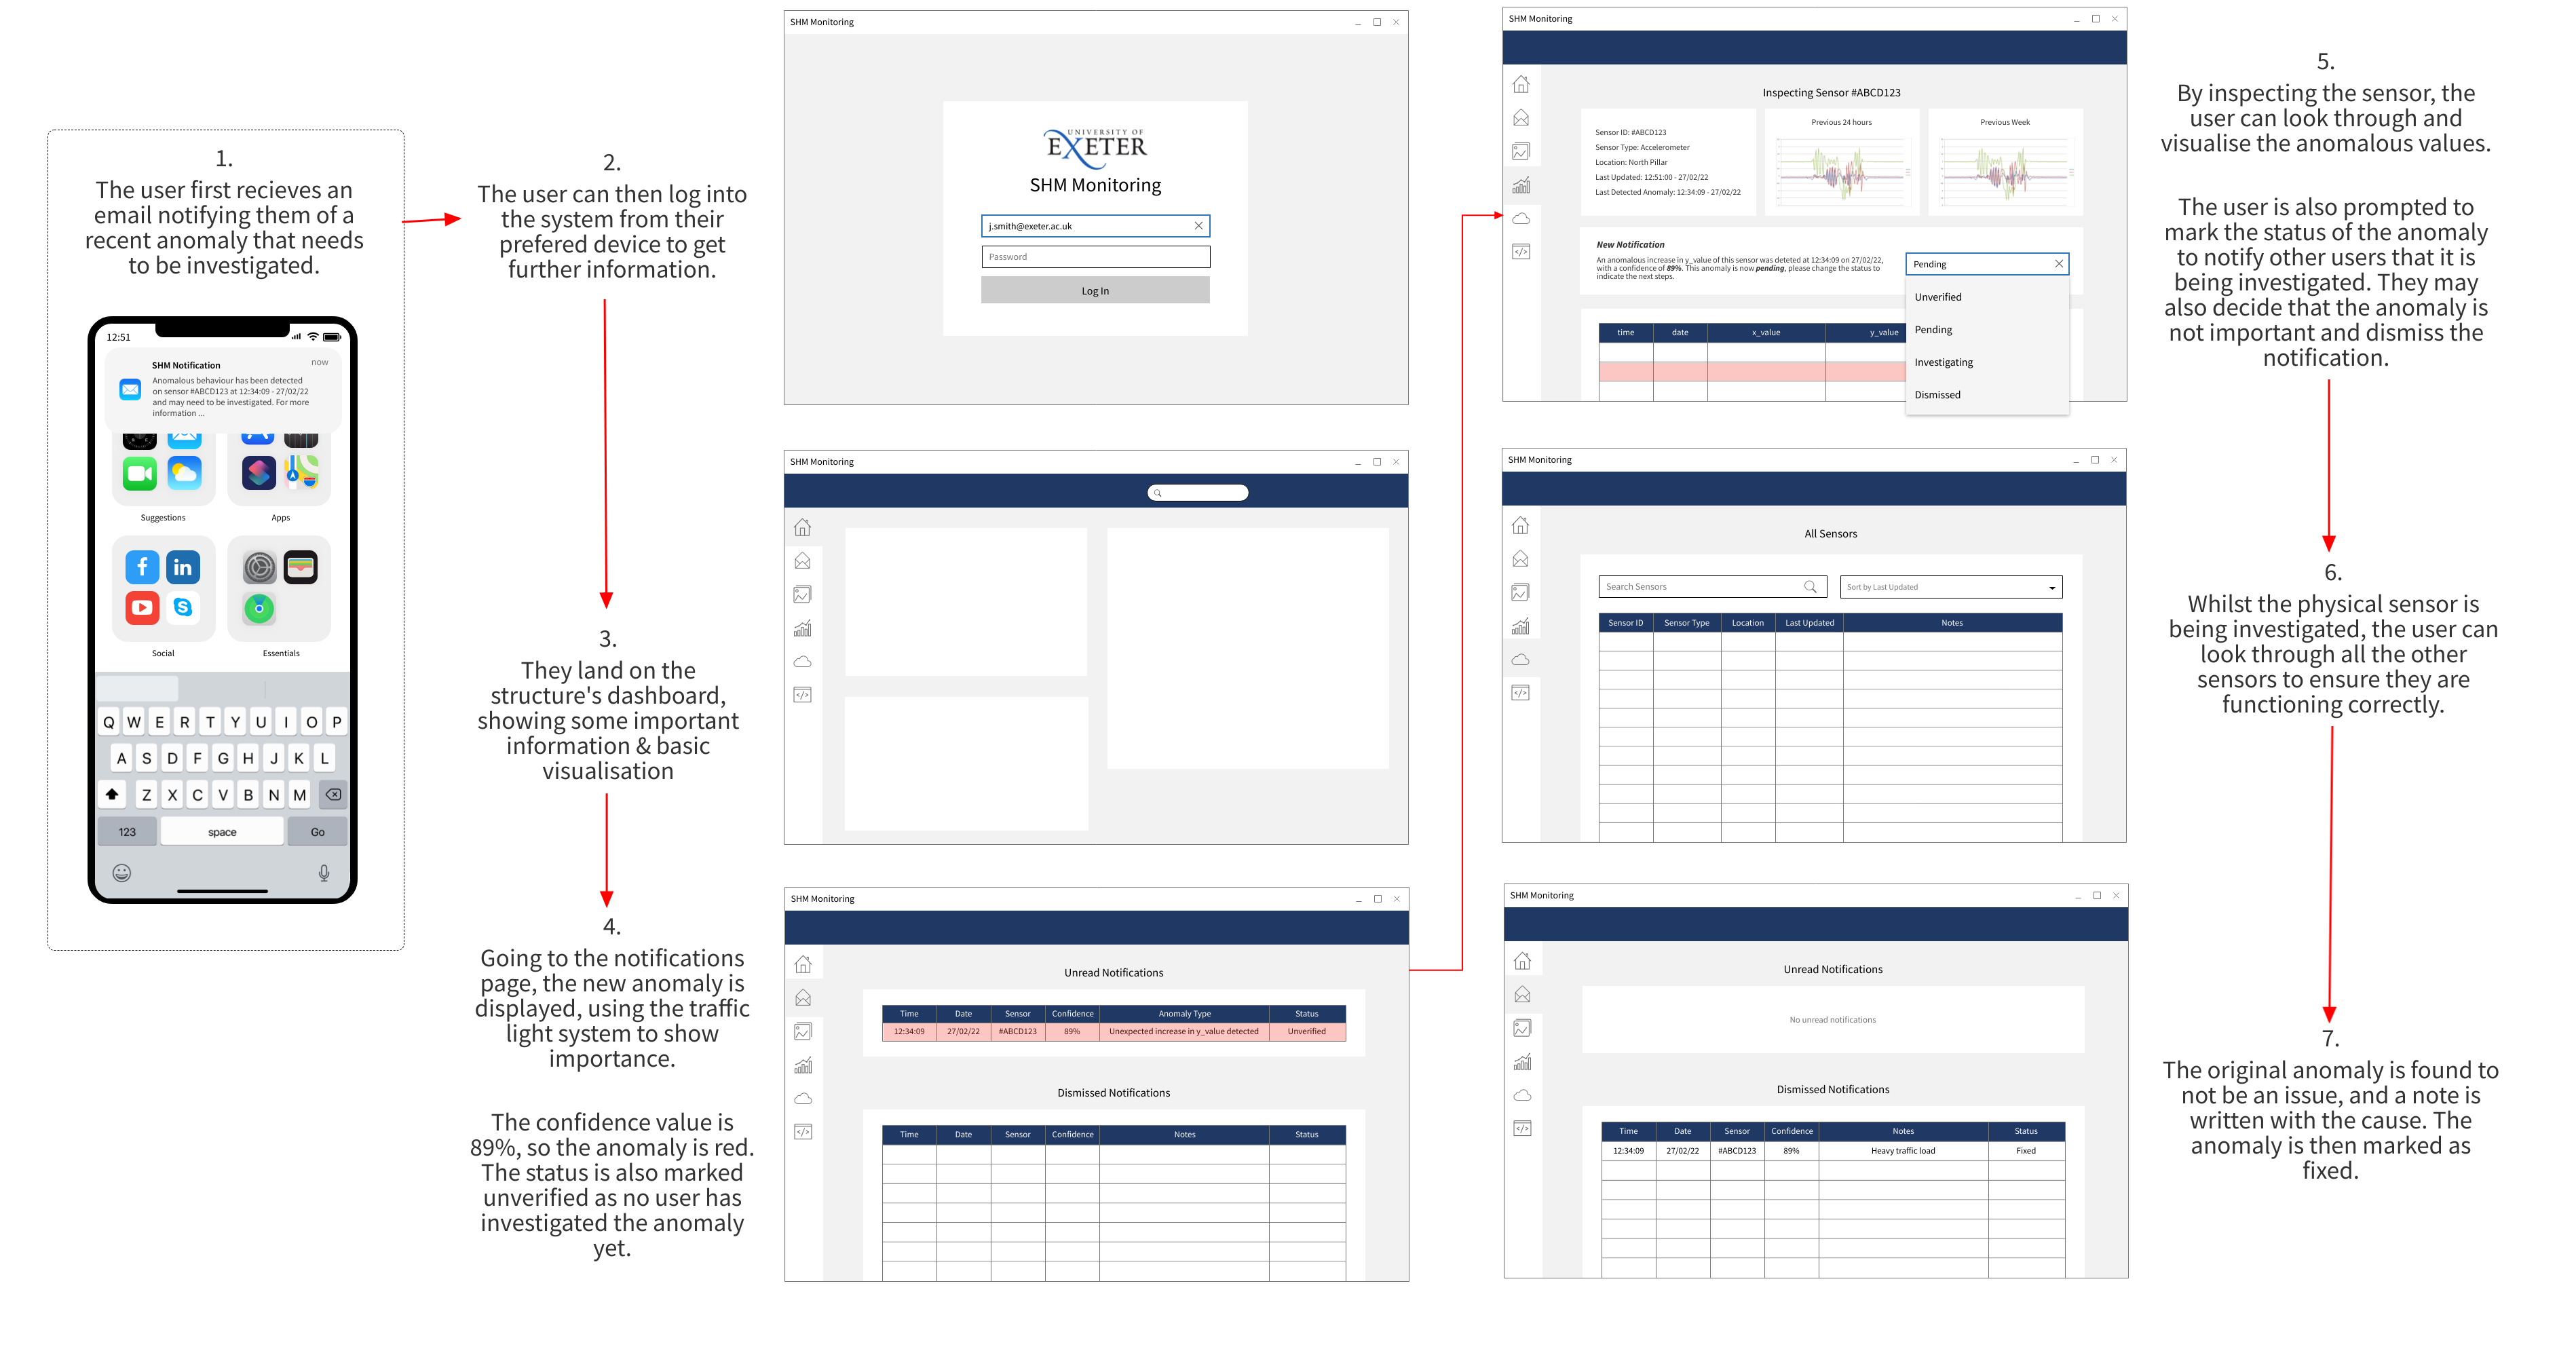 1.
The user first recieves an
email notifying them of a
recent anomaly that needs
to be investigated.
12:51
SHM Notification
now
Anomalous behaviour has been detected
on sensor #ABCD123 at 12:34:09 - 27/02/22
and may need to be investigated. For more
information ...
Suggestions
Apps
f
in
S
Social
Essentials
Q W E R T Y U I O P
A S D F G H J K L
Z X C V B N M
123
space
Go
2.
The user can then log into
the system from their
prefered device to get
further information.
3.
They land on the
structure's dashboard,
showing some important
information & basic
visualisation
4.
Going to the notifications
page, the new anomaly is
displayed, using the traffic
light system to show
importance.
The confidence value is
89%, so the anomaly is red.
The status is also marked
unverified as no user has
investigated the anomaly
yet.
SHM Monitoring
UNIVERSITY OF
EXETER
SHM Monitoring
j.smith@exeter.ac.uk
Password
Log In
SHM Monitoring
</>
SHM Monitoring
</>
Unread Notifications
Time Date Sensor Confidence Anomaly Type Status
12:34:09 27/02/22 #ABCD123 89% Unexpected increase in y_value detected Unverified
Dismissed Notifications
Time Date Sensor Confidence Notes Status
SHM Monitoring
</>
Inspecting Sensor #ABCD123
Sensor ID: #ABCD123
Sensor Type: Accelerometer
Location: North Pillar
Last Updated: 12:51:00 - 27/02/22
Last Detected Anomaly: 12:34:09 - 27/02/22
Previous 24 hours
Previous Week
New Notification
An anomalous increase in y_value of this sensor was deteted at 12:34:09 on 27/02/22,
with a confidence of 89%. This anomaly is now pending, please change the status to
indicate the next steps.
Pending
Unverified
Pending
Investigating
Dismissed
time date x_value y_value
SHM Monitoring
</>
All Sensors
Search Sensors
Sort by Last Updated
Sensor ID Sensor Type Location Last Updated Notes
SHM Monitoring
</>
Unread Notifications
No unread notifications
Dismissed Notifications
Time Date Sensor Confidence Notes Status
12:34:09 27/02/22 #ABCD123 89% Heavy traffic load Fixed
5.
By inspecting the sensor, the
user can look through and
visualise the anomalous values.
The user is also prompted to
mark the status of the anomaly
to notify other users that it is
being investigated. They may
also decide that the anomaly is
not important and dismiss the
notification.
6.
Whilst the physical sensor is
being investigated, the user can
look through all the other
sensors to ensure they are
functioning correctly.
7.
The original anomaly is found to
not be an issue, and a note is
written with the cause. The
anomaly is then marked as
fixed.